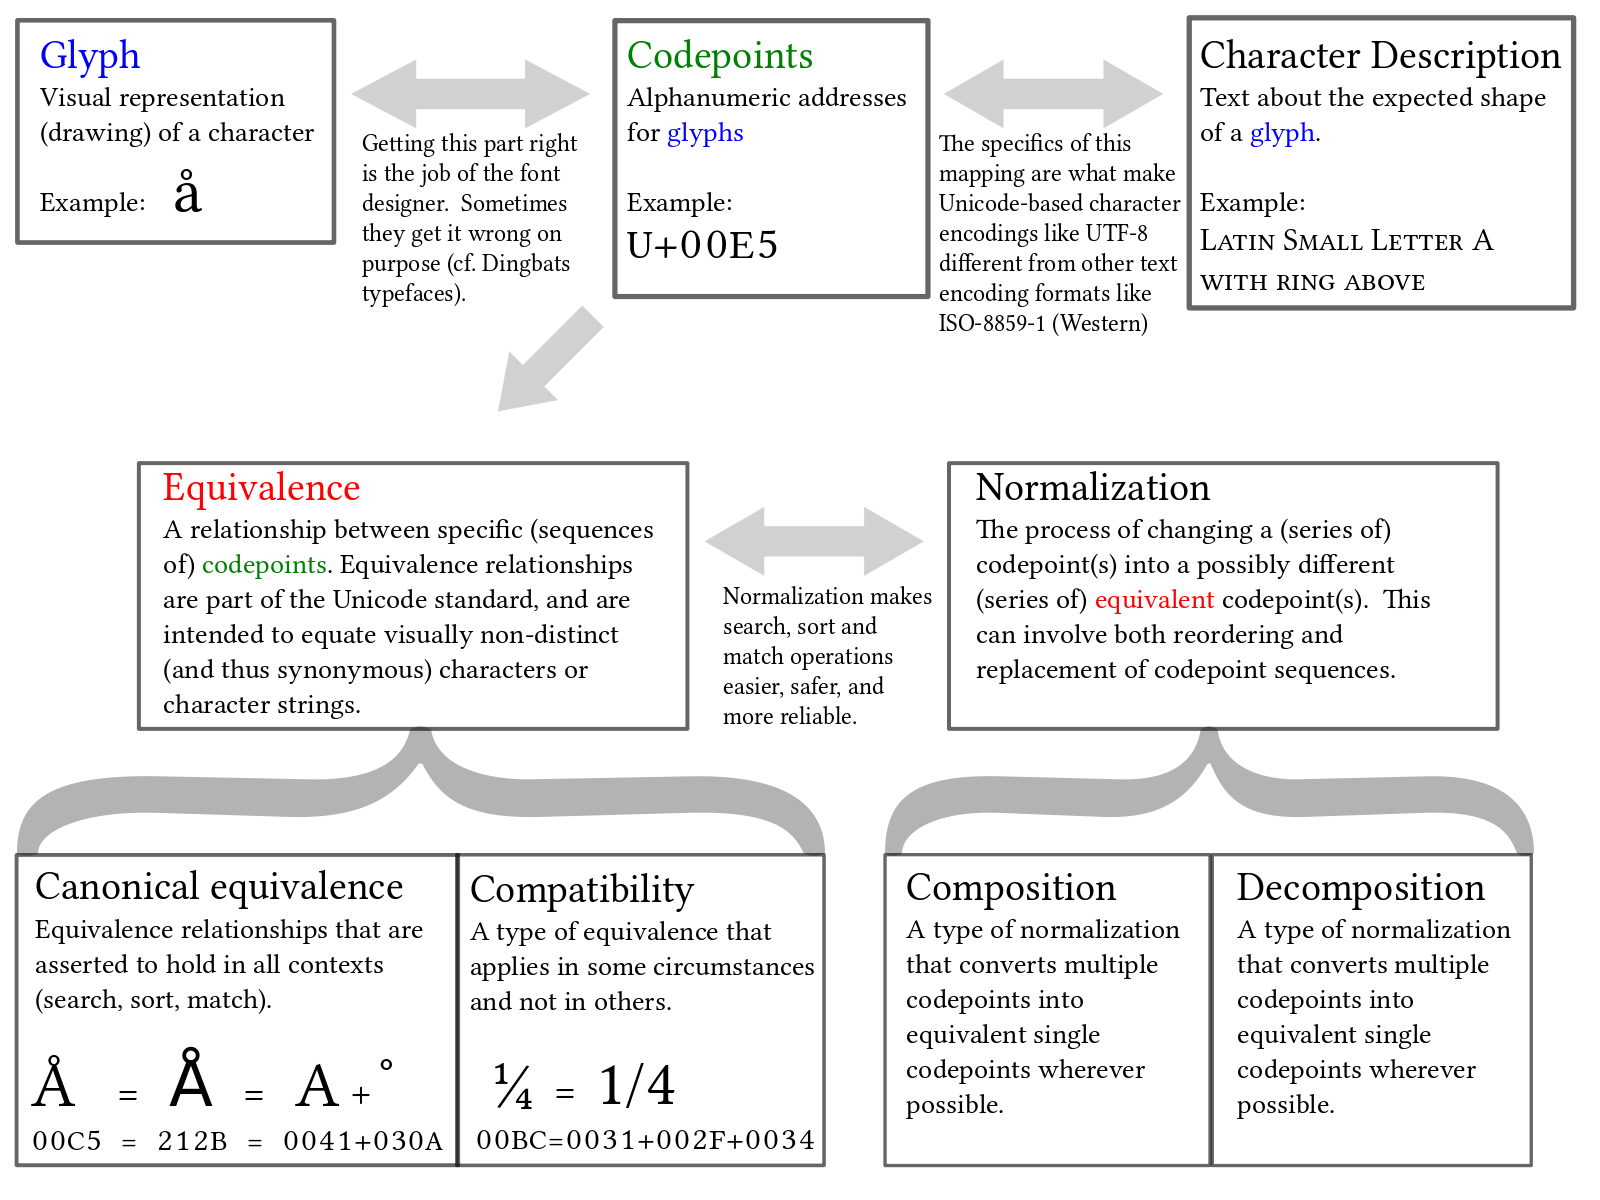 Glyph
Visual representation
(drawing) of a character
Example: å
Getting this part right
is the job of the font
designer. Sometimes
they get it wrong on
purpose (cf. Dingbats
typefaces).
Codepoints
Alphanumeric addresses
for glyphs
Example:
U+00E5
The specifics of this
mapping are what make
Unicode-based character
encodings like UTF-8
different from other text
encoding formats like
ISO-8859-1 (Western)
Character Description
Text about the expected shape
of a glyph.
Example:
Latin Small Letter A
with ring above
Equivalence
A relationship between specific (sequences
of) codepoints. Equivalence relationships
are part of the Unicode standard, and are
intended to equate visually non-distinct
(and thus synonymous) characters or
character strings.
Normalization makes
search, sort and
match operations
easier, safer, and
more reliable.
Normalization
The process of changing a (series of)
codepoint(s) into a possibly different
(series of) equivalent codepoint(s). This
can involve both reordering and
replacement of codepoint sequences.
Canonical equivalence
Equivalence relationships that are
asserted to hold in all contexts
(search, sort, match).
Å = Å = A + °
00C5 = 212B = 0041+030A
Compatibility
A type of equivalence that
applies in some circumstances
and not in others.
¼ = 1/4
00BC=0031+002F+0034
Composition
A type of normalization
that converts multiple
codepoints into
equivalent single
codepoints wherever
possible.
Decomposition
A type of normalization
that converts multiple
codepoints into
equivalent single
codepoints wherever
possible.